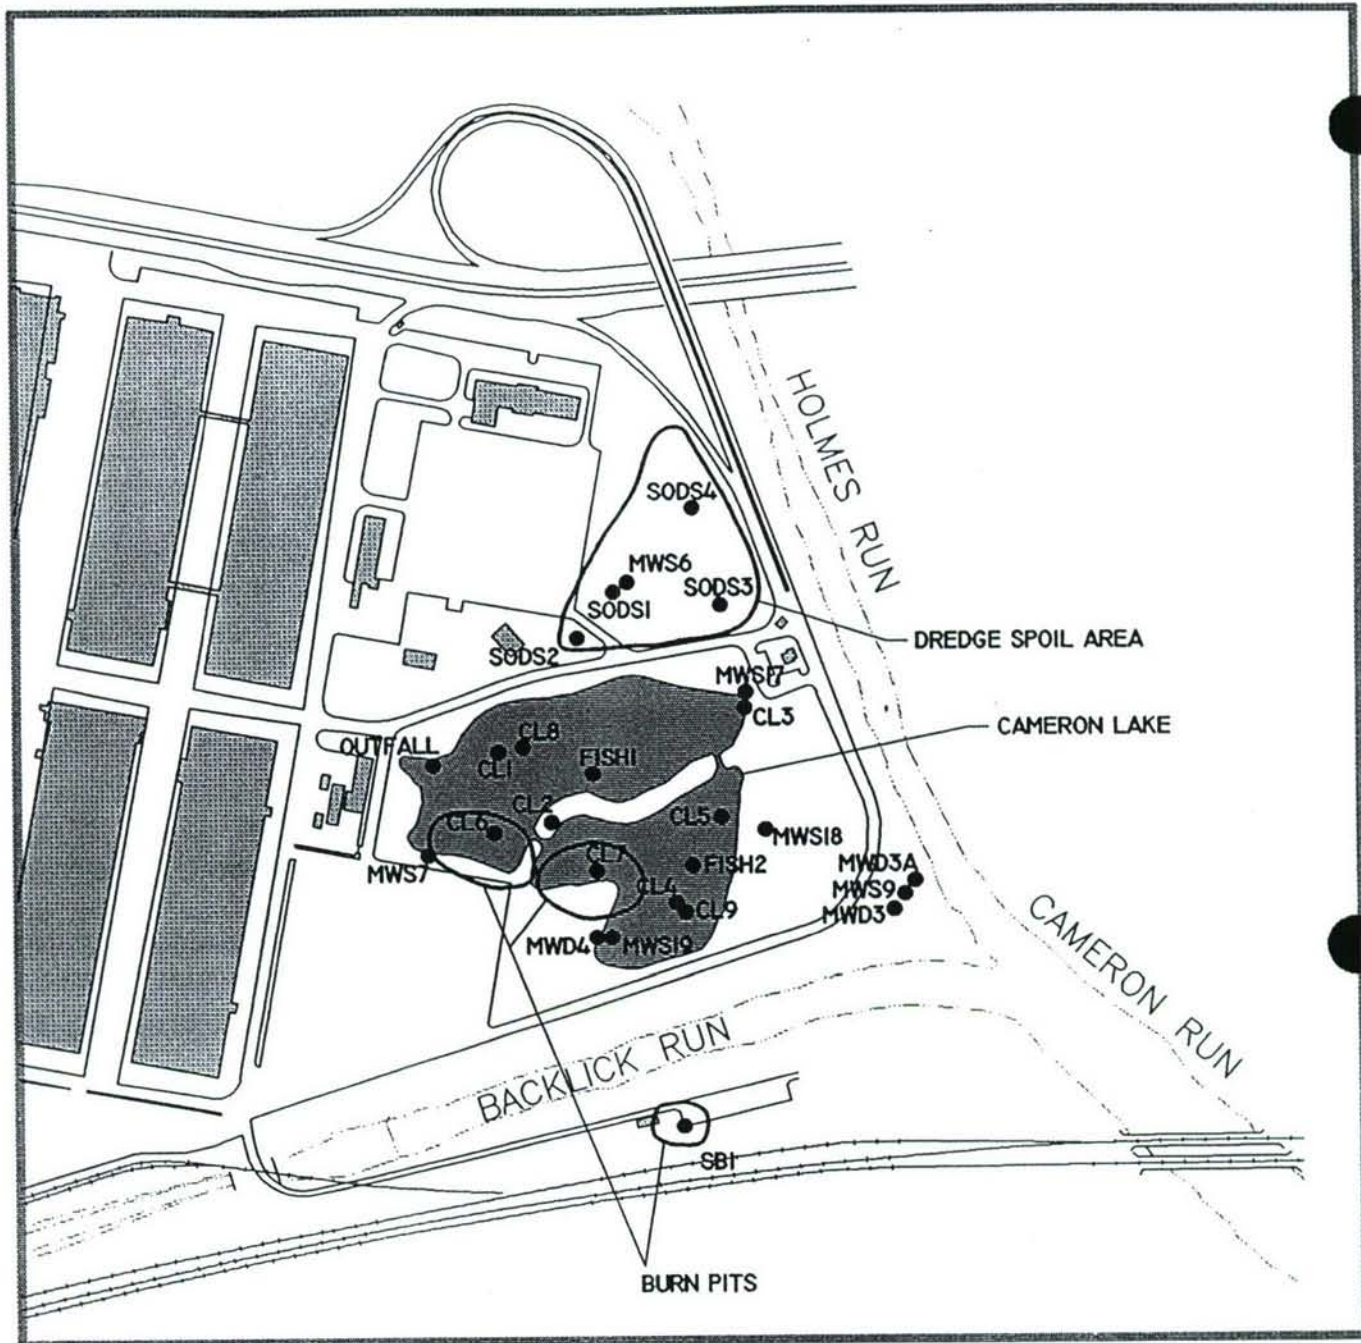 HOLMES RUN
SODS4
MWS6
SODS3
SODS1
DREDGE SPOIL AREA
SODS2
MWS17
CL3
CAMERON LAKE
OUTFALL
CL8
CL1
FISH1
CL2
CL5
CL6
MWS18
CL7
FISH2
MWD3A
MWS7
CL4
MWS9
CL9
MWD3
MWD4
MWS19
CAMERON RUN
BACKLICK RUN
SB1
BURN PITS